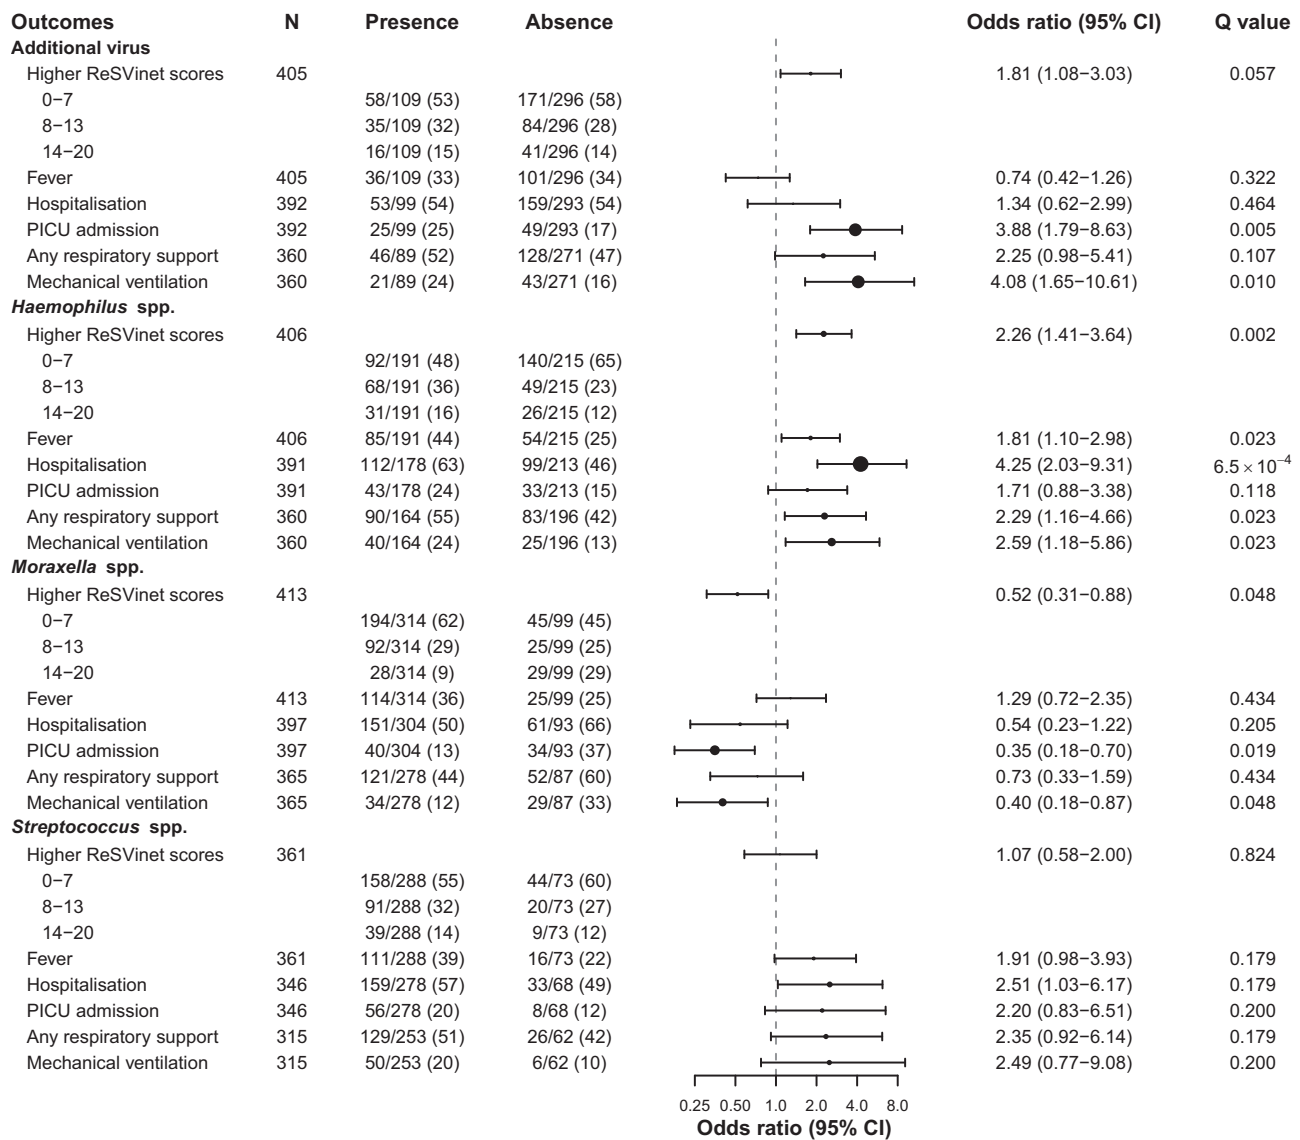 Outcomes N Presence Absence Odds ratio (95% CI) Q value
Additional virus
Higher ReSVinet scores 405 1.81 (1.08−3.03) 0.057
0−7 58/109 (53) 171/296 (58)
8−13 35/109 (32) 84/296 (28)
14−20 16/109 (15) 41/296 (14)
Fever 405 36/109 (33) 101/296 (34) 0.74 (0.42−1.26) 0.322
Hospitalisation 392 53/99 (54) 159/293 (54) 1.34 (0.62−2.99) 0.464
PICU admission 392 25/99 (25) 49/293 (17) 3.88 (1.79−8.63) 0.005
Any respiratory support 360 46/89 (52) 128/271 (47) 2.25 (0.98−5.41) 0.107
Mechanical ventilation 360 21/89 (24) 43/271 (16) 4.08 (1.65−10.61) 0.010
Haemophilus spp.
Higher ReSVinet scores 406 2.26 (1.41−3.64) 0.002
0−7 92/191 (48) 140/215 (65)
8−13 68/191 (36) 49/215 (23)
14−20 31/191 (16) 26/215 (12)
Fever 406 85/191 (44) 54/215 (25) 1.81 (1.10−2.98) 0.023
Hospitalisation 391 112/178 (63) 99/213 (46) 4.25 (2.03−9.31) 6.5 × 10⁻⁴
PICU admission 391 43/178 (24) 33/213 (15) 1.71 (0.88−3.38) 0.118
Any respiratory support 360 90/164 (55) 83/196 (42) 2.29 (1.16−4.66) 0.023
Mechanical ventilation 360 40/164 (24) 25/196 (13) 2.59 (1.18−5.86) 0.023
Moraxella spp.
Higher ReSVinet scores 413 0.52 (0.31−0.88) 0.048
0−7 194/314 (62) 45/99 (45)
8−13 92/314 (29) 25/99 (25)
14−20 28/314 (9) 29/99 (29)
Fever 413 114/314 (36) 25/99 (25) 1.29 (0.72−2.35) 0.434
Hospitalisation 397 151/304 (50) 61/93 (66) 0.54 (0.23−1.22) 0.205
PICU admission 397 40/304 (13) 34/93 (37) 0.35 (0.18−0.70) 0.019
Any respiratory support 365 121/278 (44) 52/87 (60) 0.73 (0.33−1.59) 0.434
Mechanical ventilation 365 34/278 (12) 29/87 (33) 0.40 (0.18−0.87) 0.048
Streptococcus spp.
Higher ReSVinet scores 361 1.07 (0.58−2.00) 0.824
0−7 158/288 (55) 44/73 (60)
8−13 91/288 (32) 20/73 (27)
14−20 39/288 (14) 9/73 (12)
Fever 361 111/288 (39) 16/73 (22) 1.91 (0.98−3.93) 0.179
Hospitalisation 346 159/278 (57) 33/68 (49) 2.51 (1.03−6.17) 0.179
PICU admission 346 56/278 (20) 8/68 (12) 2.20 (0.83−6.51) 0.200
Any respiratory support 315 129/253 (51) 26/62 (42) 2.35 (0.92−6.14) 0.179
Mechanical ventilation 315 50/253 (20) 6/62 (10) 2.49 (0.77−9.08) 0.200
0.25 0.50 1.0 2.0 4.0 8.0
Odds ratio (95% CI)